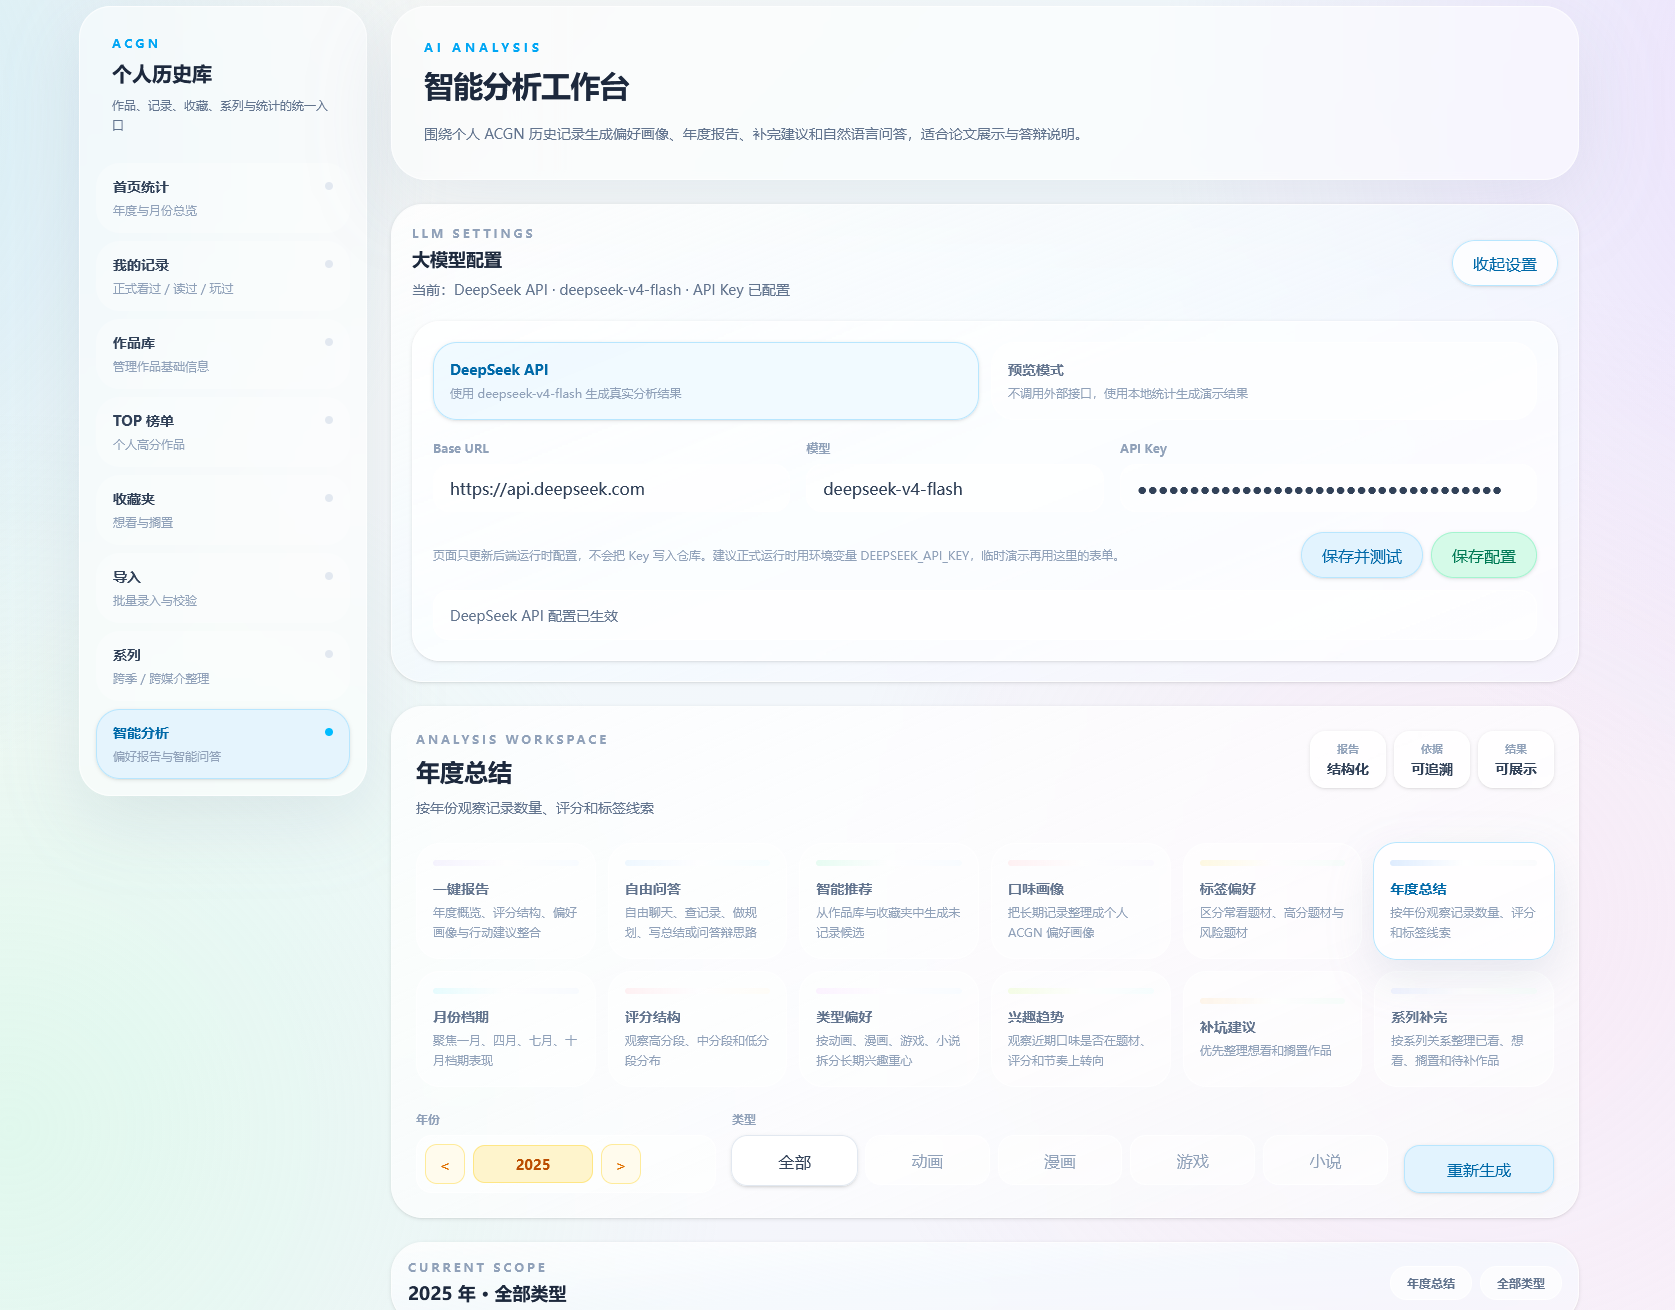 ACGN
个人历史库
作品、记录、收藏、系列与统计的统一入
口
首页统计
年度与月份总览
我的记录
正式看过 / 读过 / 玩过
作品库
管理作品基础信息
TOP 榜单
个人高分作品
收藏夹
想看与搁置
导入
批量录入与校验
系列
跨季 / 跨媒介整理
智能分析
偏好报告与智能问答
AI ANALYSIS
智能分析工作台
围绕个人 ACGN 历史记录生成偏好画像、年度报告、补完建议和自然语言问答，适合论文展示与答辩说明。
LLM SETTINGS
大模型配置
当前：DeepSeek API · deepseek-v4-flash · API Key 已配置
收起设置
DeepSeek API
使用 deepseek-v4-flash 生成真实分析结果
预览模式
不调用外部接口，使用本地统计生成演示结果
Base URL
模型
API Key
https://api.deepseek.com
deepseek-v4-flash
•••••••••••••••••••••••••••••••••••
页面只更新后端运行时配置，不会把 Key 写入仓库。建议正式运行时用环境变量 DEEPSEEK_API_KEY，临时演示再用这里的表单。
保存并测试
保存配置
DeepSeek API 配置已生效
ANALYSIS WORKSPACE
年度总结
按年份观察记录数量、评分和标签线索
报告
结构化
依据
可追溯
结果
可展示
一键报告
年度概览、评分结构、偏好
画像与行动建议整合
自由问答
自由聊天、查记录、做规
划、写总结或问答辩思路
智能推荐
从作品库与收藏夹中生成未
记录候选
口味画像
把长期记录整理成个人
ACGN 偏好画像
标签偏好
区分常看题材、高分题材与
风险题材
年度总结
按年份观察记录数量、评分
和标签线索
月份档期
聚焦一月、四月、七月、十
月档期表现
评分结构
观察高分段、中分段和低分
段分布
类型偏好
按动画、漫画、游戏、小说
拆分长期兴趣重心
兴趣趋势
观察近期口味是否在题材、
评分和节奏上转向
补坑建议
优先整理想看和搁置作品
系列补完
按系列关系整理已看、想
看、搁置和待补作品
年份
类型
<
2025
>
全部
动画
漫画
游戏
小说
重新生成
CURRENT SCOPE
2025 年 · 全部类型
年度总结
全部类型